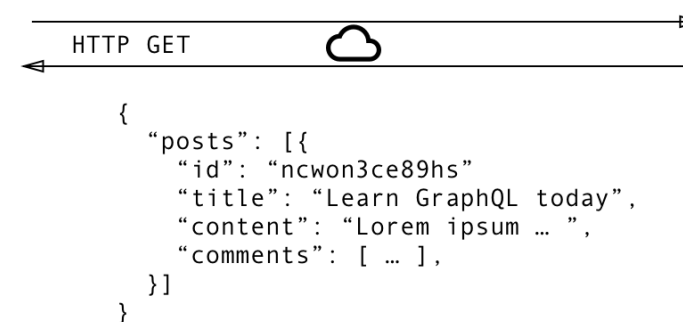 HTTP GET
{
“posts”: [{
“id”: “ncwon3ce89hs”
“title”: “Learn GraphQL today”,
“content”: “Lorem ipsum … ”,
“comments”: [ … ],
}]
}